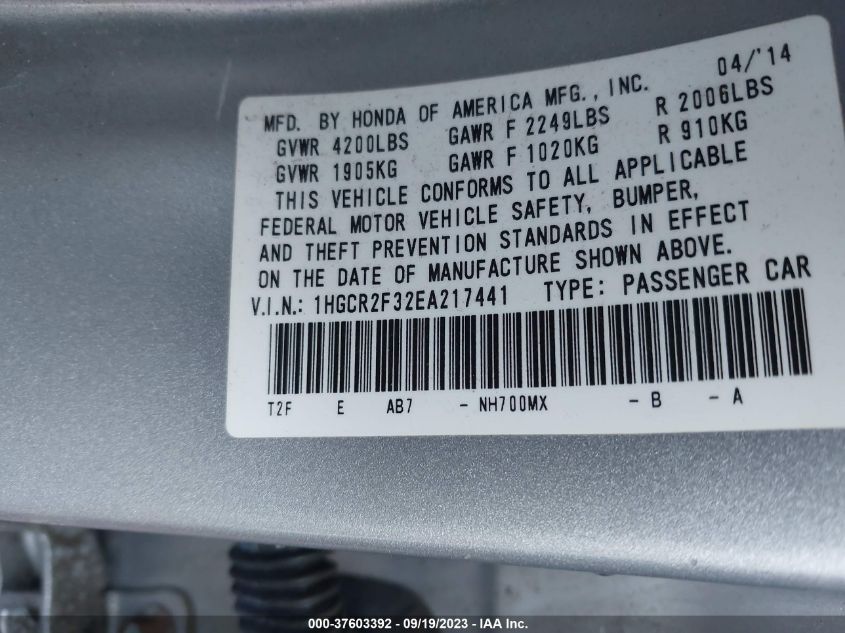 04/'14
MFD. BY HONDA OF AMERICA MFG., INC.
GVWR 4200LBS GAWR F 2249LBS R 2006LBS
GVWR 1905KG GAWR F 1020KG R 910KG
THIS VEHICLE CONFORMS TO ALL APPLICABLE
FEDERAL MOTOR VEHICLE SAFETY, BUMPER,
AND THEFT PREVENTION STANDARDS IN EFFECT
ON THE DATE OF MANUFACTURE SHOWN ABOVE.
V.I.N.: 1HGCR2F32EA217441 TYPE: PASSENGER CAR
T2F E AB7 - NH700MX - B - A
000-37603392 - 09/19/2023 - IAA Inc.